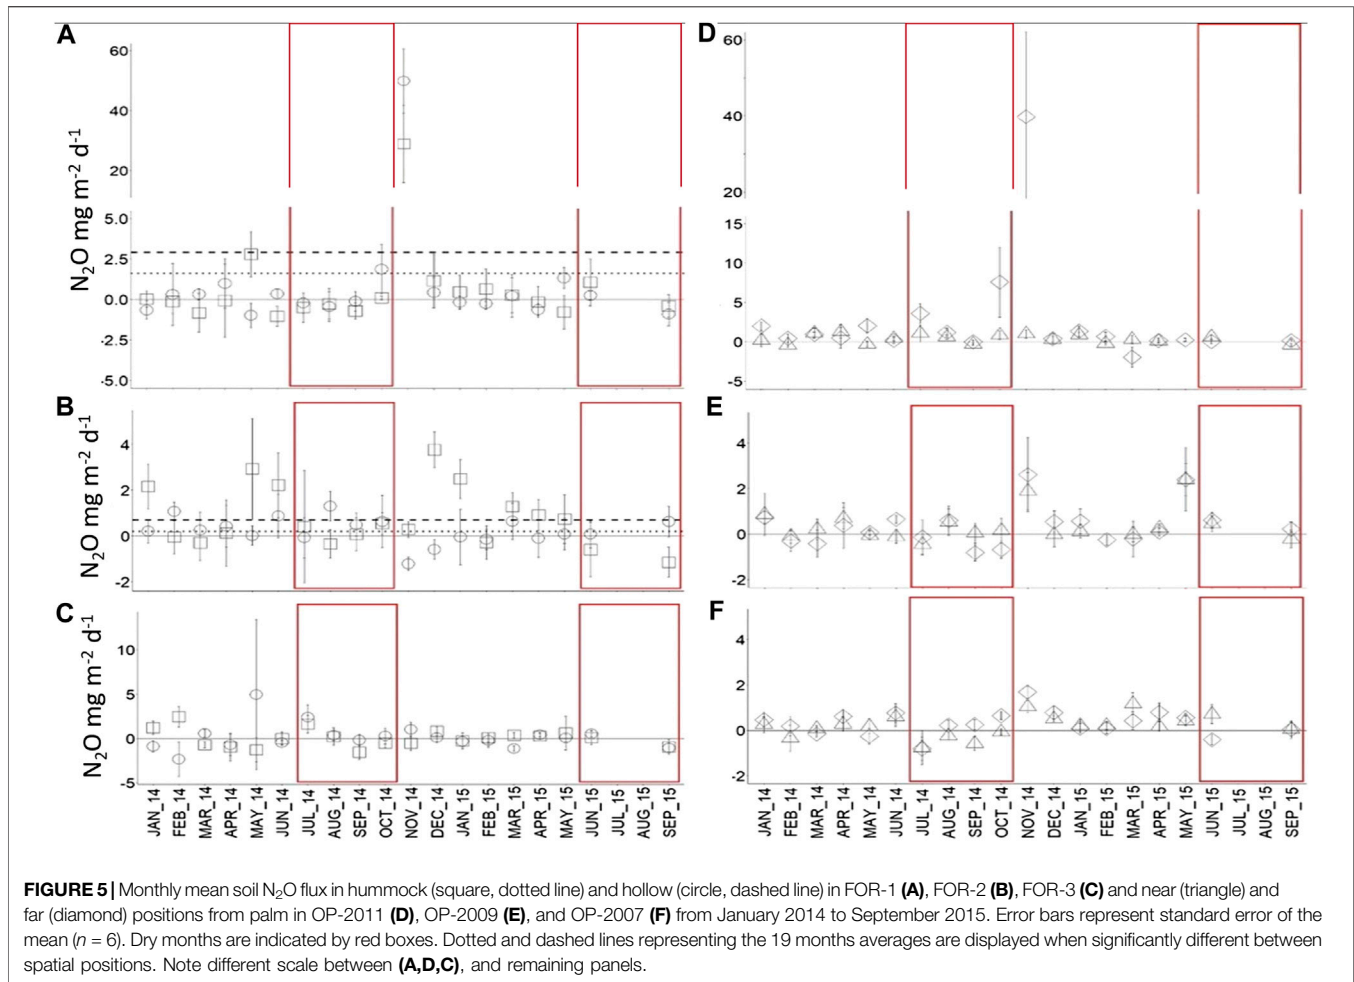 A
N₂O mg m⁻² d⁻¹
60
40
20
5.0
2.5
0.0
-2.5
-5.0
D
60
40
20
15
10
5
0
-5
B
N₂O mg m⁻² d⁻¹
4
2
0
-2
E
4
2
0
-2
C
N₂O mg m⁻² d⁻¹
10
5
0
-5
F
4
2
0
-2
JAN_14
FEB_14
MAR_14
APR_14
MAY_14
JUN_14
JUL_14
AUG_14
SEP_14
OCT_14
NOV_14
DEC_14
JAN_15
FEB_15
MAR_15
APR_15
MAY_15
JUN_15
JUL_15
AUG_15
SEP_15
JAN_14
FEB_14
MAR_14
APR_14
MAY_14
JUN_14
JUL_14
AUG_14
SEP_14
OCT_14
NOV_14
DEC_14
JAN_15
FEB_15
MAR_15
APR_15
MAY_15
JUN_15
JUL_15
AUG_15
SEP_15
FIGURE 5 | Monthly mean soil N₂O flux in hummock (square, dotted line) and hollow (circle, dashed line) in FOR-1 (A), FOR-2 (B), FOR-3 (C) and near (triangle) and
far (diamond) positions from palm in OP-2011 (D), OP-2009 (E), and OP-2007 (F) from January 2014 to September 2015. Error bars represent standard error of the
mean (n = 6). Dry months are indicated by red boxes. Dotted and dashed lines representing the 19 months averages are displayed when significantly different between
spatial positions. Note different scale between (A,D,C), and remaining panels.